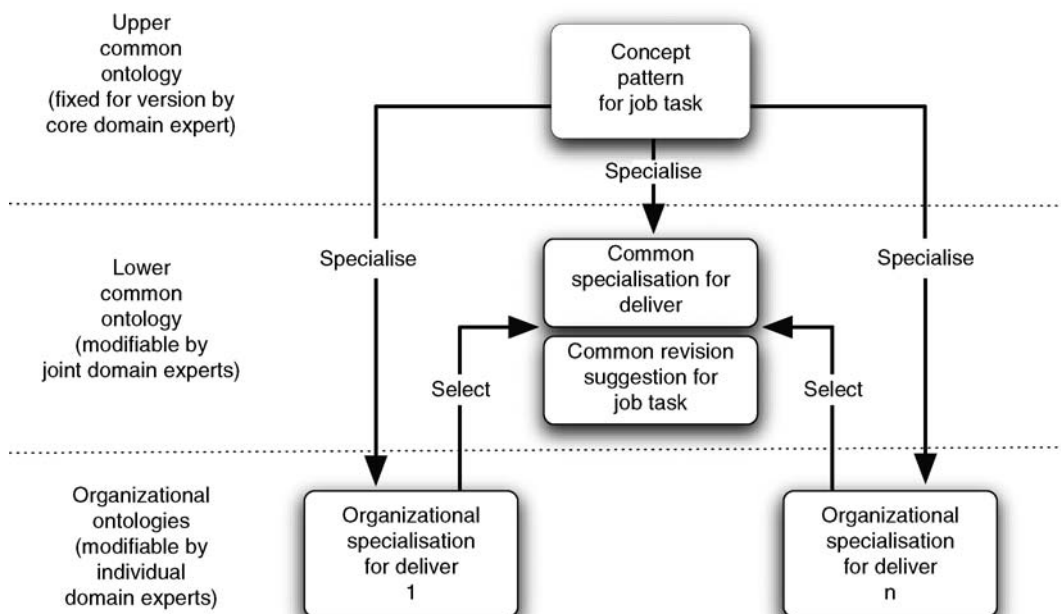 Upper
common
ontology
(fixed for version by
core domain expert)
Concept
pattern
for job task
Specialise
Lower
common
ontology
(modifiable by
joint domain experts)
Specialise
Common
specialisation for
deliver
Specialise
Common revision
suggestion for
job task
Select
Select
Organizational
ontologies
(modifiable by
individual
domain experts)
Organizational
specialisation
for deliver
1
Organizational
specialisation
for deliver
n